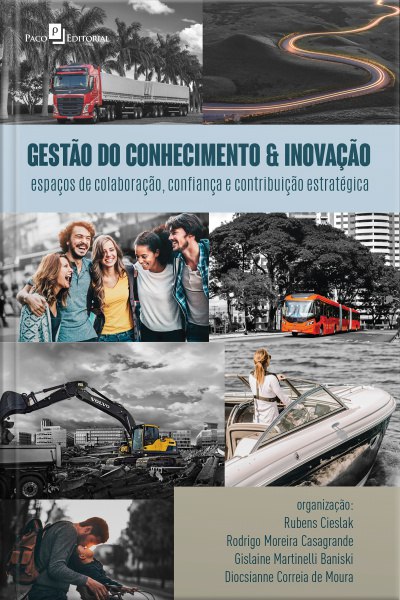 PACO EDITORIAL
GESTÃO DO CONHECIMENTO & INOVAÇÃO
espaços de colaboração, confiança e contribuição estratégica
VOLVO
organização:
Rubens Cieslak
Rodrigo Moreira Casagrande
Gislaine Martinelli Baniski
Diocsianne Correia de Moura